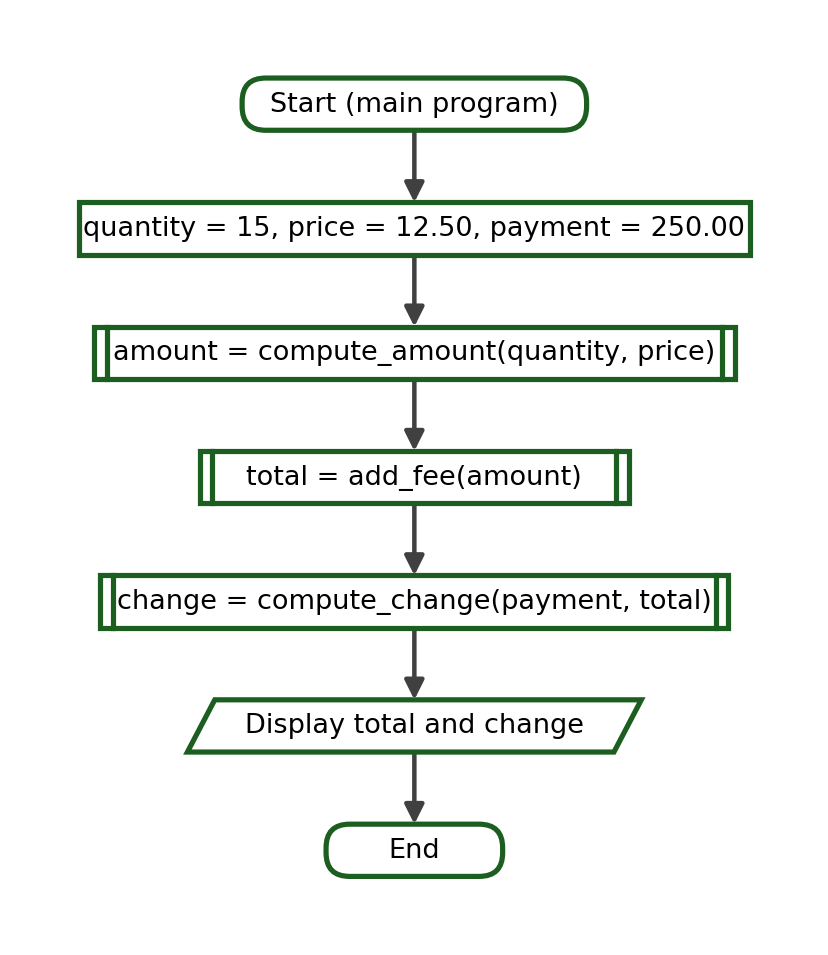 Start (main program)
quantity = 15, price = 12.50, payment = 250.00
amount = compute_amount(quantity, price)
total = add_fee(amount)
change = compute_change(payment, total)
Display total and change
End